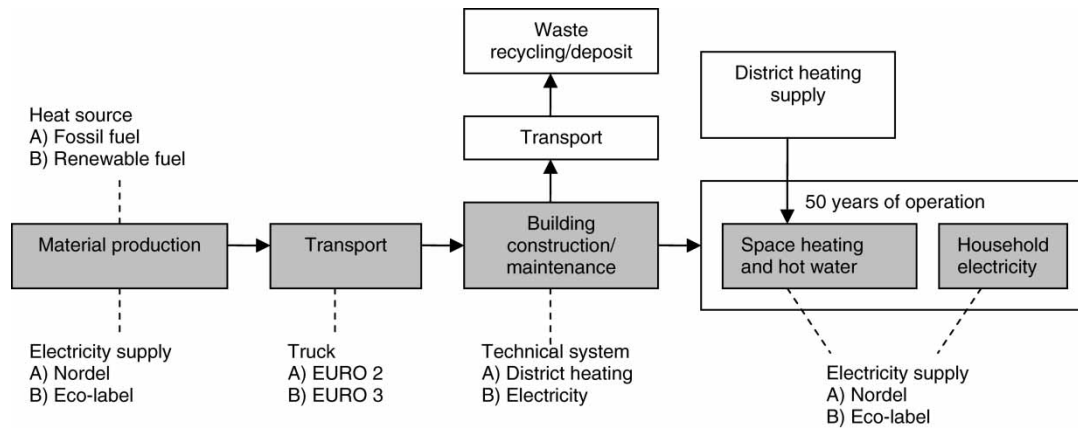 Waste
recycling/deposit
District heating
supply
Heat source
A) Fossil fuel
B) Renewable fuel
Transport
50 years of operation
Material production
Transport
Building
construction/
maintenance
Space heating
and hot water
Household
electricity
Electricity supply
A) Nordel
B) Eco-label
Truck
A) EURO 2
B) EURO 3
Technical system
A) District heating
B) Electricity
Electricity supply
A) Nordel
B) Eco-label